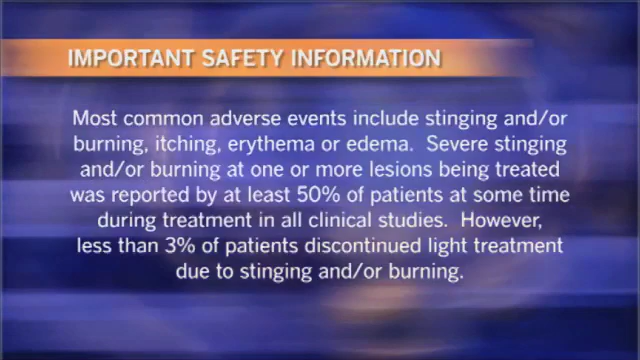 IMPORTANT SAFETY INFORMATION
Most common adverse events include stinging and/or
burning, itching, erythema or edema.  Severe stinging
and/or burning at one or more lesions being treated
was reported by at least 50% of patients at some time
during treatment in all clinical studies.  However,
less than 3% of patients discontinued light treatment
due to stinging and/or burning.